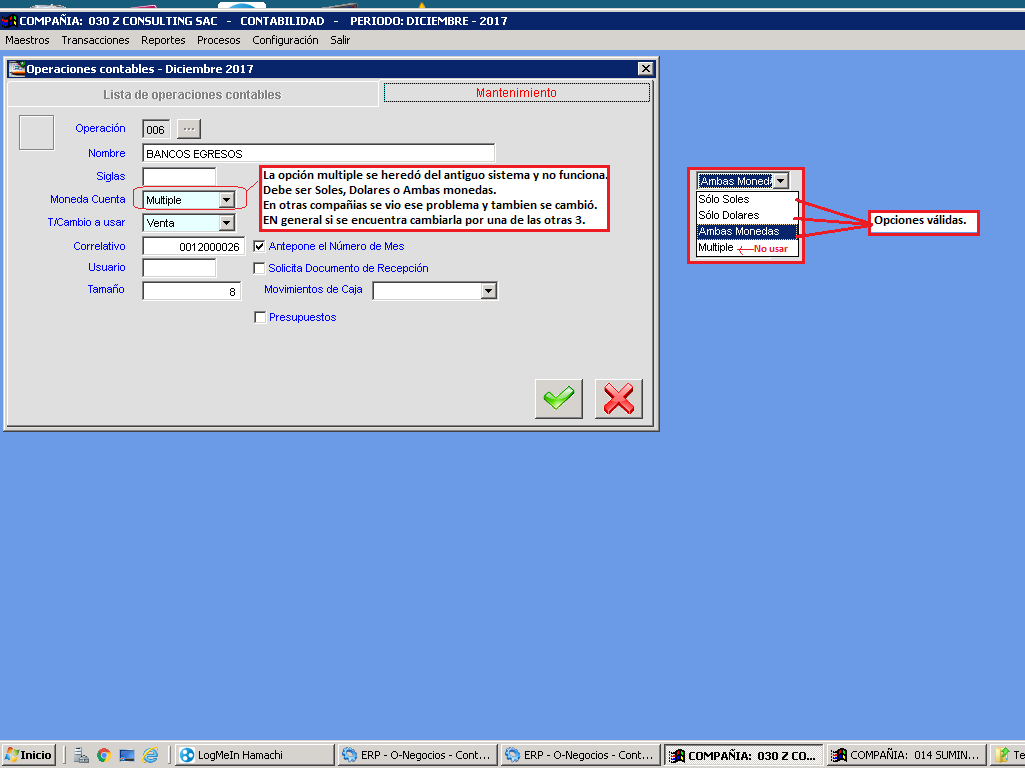 COMPAÑIA: 030 Z CONSULTING SAC - CONTABILIDAD - PERIODO: DICIEMBRE - 2017
Maestros Transacciones Reportes Procesos Configuración Salir
Operaciones contables - Diciembre 2017
Lista de operaciones contables
Mantenimiento
Operación 006 ...
Nombre BANCOS EGRESOS
Siglas
Moneda Cuenta Multiple
T/Cambio a usar Venta
Correlativo 0012000026 Antepone el Número de Mes
Usuario Solicita Documento de Recepción
Tamaño 8 Movimientos de Caja
Presupuestos
La opción multiple se heredó del antiguo sistema y no funciona.
Debe ser Soles, Dolares o Ambas monedas.
En otras compañias se vio ese problema y tambien se cambió.
EN general si se encuentra cambiarla por una de las otras 3.
Ambas Moneda
Sólo Soles
Sólo Dolares
Ambas Monedas
Multiple No usar
Opciones válidas.
Inicio LogMeIn Hamachi ERP - O-Negocios - Cont... ERP - O-Negocios - Cont... COMPAÑIA: 030 Z CO... COMPAÑIA: 014 SUMIN... Te